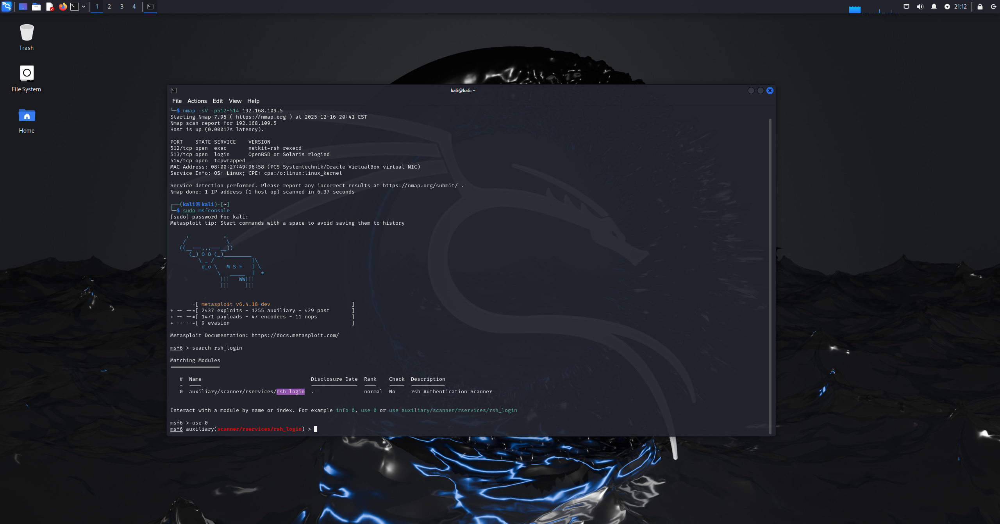 1 2 3 4
21:12
Trash
File System
Home
kali@kali: ~
File Actions Edit View Help
└─$ nmap -sV -p512-514 192.168.109.5
Starting Nmap 7.95 ( https://nmap.org ) at 2025-12-16 20:41 EST
Nmap scan report for 192.168.109.5
Host is up (0.00017s latency).
PORT    STATE SERVICE    VERSION
512/tcp open  exec       netkit-rsh rexecd
513/tcp open  login      OpenBSD or Solaris rlogind
514/tcp open  tcpwrapped
MAC Address: 08:00:27:49:96:58 (PCS Systemtechnik/Oracle VirtualBox virtual NIC)
Service Info: OS: Linux; CPE: cpe:/o:linux:linux_kernel
Service detection performed. Please report any incorrect results at https://nmap.org/submit/ .
Nmap done: 1 IP address (1 host up) scanned in 6.37 seconds
┌──(kali㉿kali)-[~]
└─$ sudo msfconsole
[sudo] password for kali:
Metasploit tip: Start commands with a space to avoid saving them to history
     ,           ,
    /             \
   ((__---,,,---__))
      (_) O O (_)_________
         \ _ /            |\
          o_o \   M S F   | \
               \   _____  |  *
                |||   WW|||
                |||     |||
       =[ metasploit v6.4.18-dev                          ]
+ -- --=[ 2437 exploits - 1255 auxiliary - 429 post       ]
+ -- --=[ 1471 payloads - 47 encoders - 11 nops           ]
+ -- --=[ 9 evasion                                       ]
Metasploit Documentation: https://docs.metasploit.com/
msf6 > search rsh_login
Matching Modules
================
   #  Name                                   Disclosure Date  Rank    Check  Description
   -  ----                                   ---------------  ----    -----  -----------
   0  auxiliary/scanner/rservices/rsh_login  .                normal  No     rsh Authentication Scanner
Interact with a module by name or index. For example info 0, use 0 or use auxiliary/scanner/rservices/rsh_login
msf6 > use 0
msf6 auxiliary(scanner/rservices/rsh_login) >